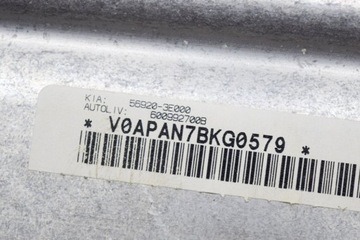 KIA: 56920-3E000
AUTOLIV: 600992700B
* V0APAN7BKG0579 *